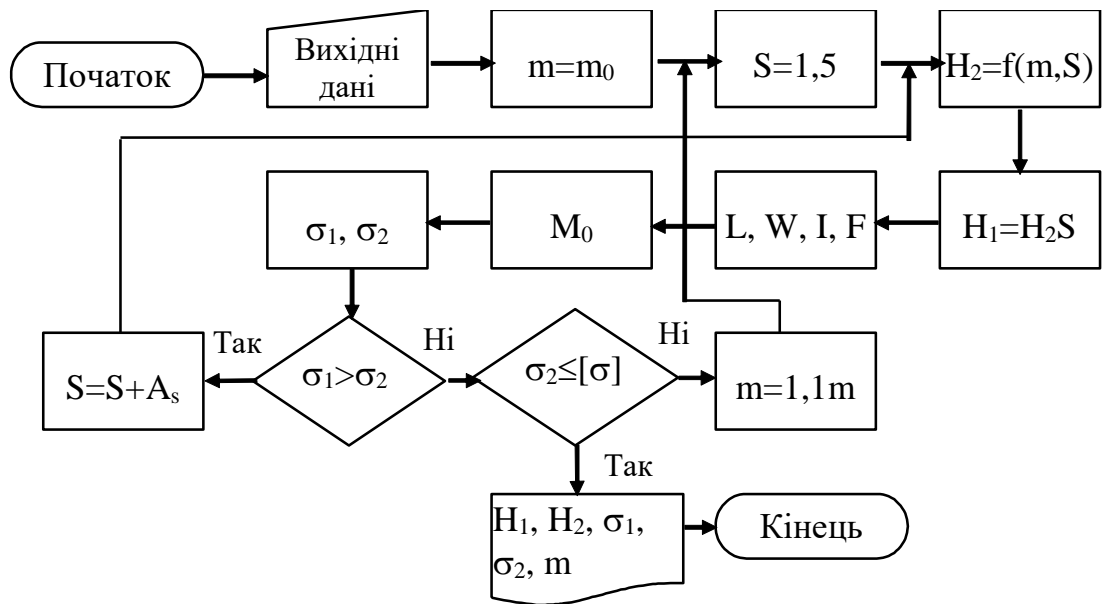 Початок
Вихідні
дані
m=m₀
S=1,5
H₂=f(m,S)
σ₁, σ₂
M₀
L, W, I, F
H₁=H₂S
S=S+Aₛ
Так
σ₁>σ₂
Ні
σ₂≤[σ]
Ні
m=1,1m
Так
H₁, H₂, σ₁,
σ₂, m
Кінець